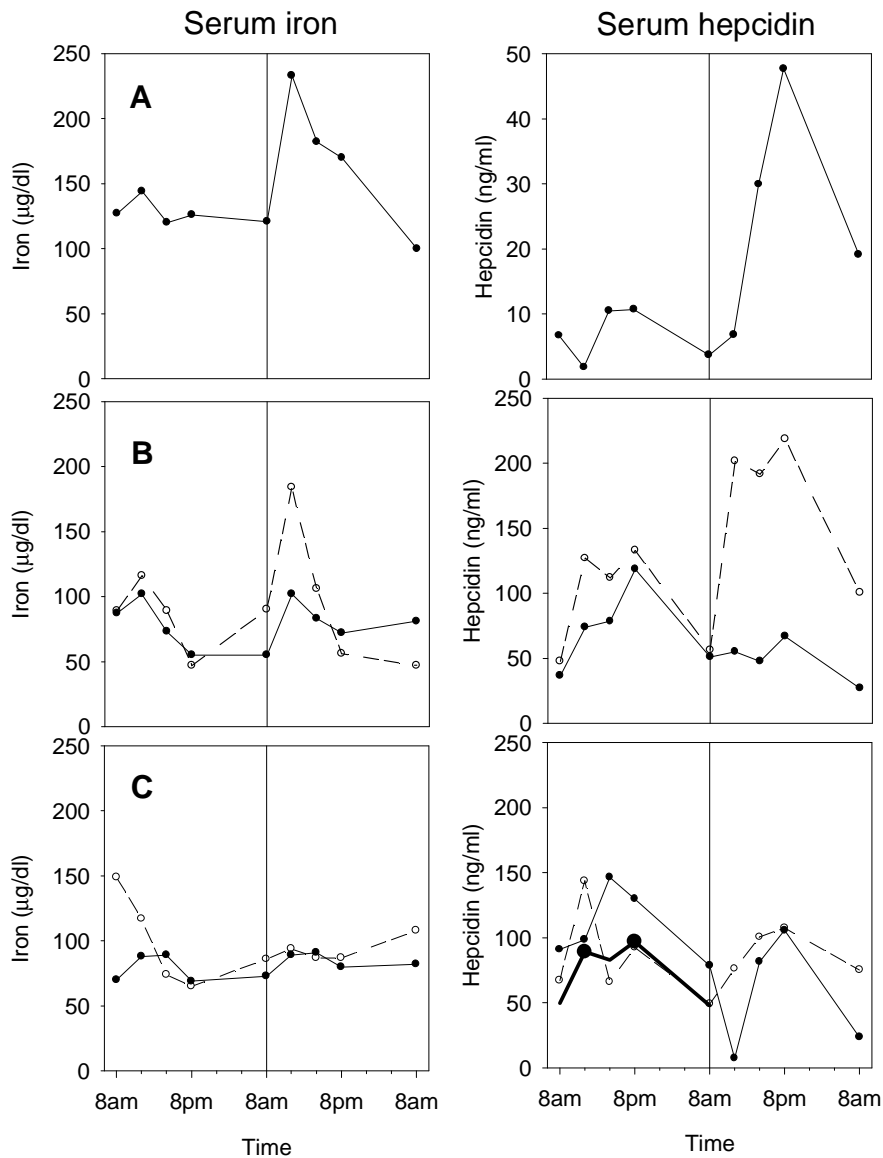 Serum iron
Serum hepcidin
A
Iron (μg/dl)
250
200
150
100
50
0
Hepcidin (ng/ml)
50
40
30
20
10
0
B
Iron (μg/dl)
250
200
150
100
50
0
Hepcidin (ng/ml)
250
200
150
100
50
0
C
Iron (μg/dl)
250
200
150
100
50
0
8am 8pm 8am 8pm 8am
Time
Hepcidin (ng/ml)
250
200
150
100
50
0
8am 8pm 8am 8pm 8am
Time